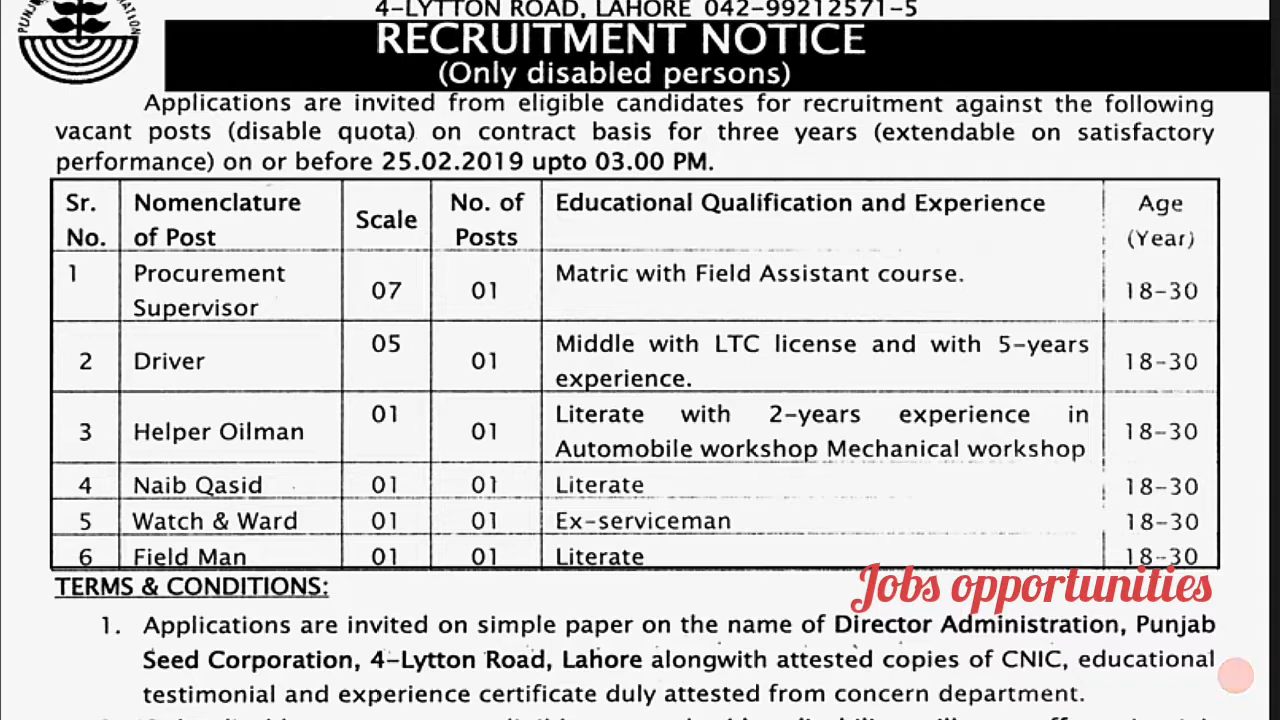 4-LYTTON ROAD, LAHORE 042-99212571-5
RECRUITMENT NOTICE
(Only disabled persons)
Applications are invited from eligible candidates for recruitment against the following
vacant posts (disable quota) on contract basis for three years (extendable on satisfactory
performance) on or before 25.02.2019 upto 03.00 PM.
Sr. No. Nomenclature of Post Scale No. of Posts Educational Qualification and Experience Age (Year)
1 Procurement Supervisor 07 01 Matric with Field Assistant course. 18-30
2 Driver 05 01 Middle with LTC license and with 5-years experience. 18-30
3 Helper Oilman 01 01 Literate with 2-years experience in Automobile workshop Mechanical workshop 18-30
4 Naib Qasid 01 01 Literate 18-30
5 Watch & Ward 01 01 Ex-serviceman 18-30
6 Field Man 01 01 Literate 18-30
Jobs opportunities
TERMS & CONDITIONS:
1. Applications are invited on simple paper on the name of Director Administration, Punjab
Seed Corporation, 4-Lytton Road, Lahore alongwith attested copies of CNIC, educational
testimonial and experience certificate duly attested from concern department.